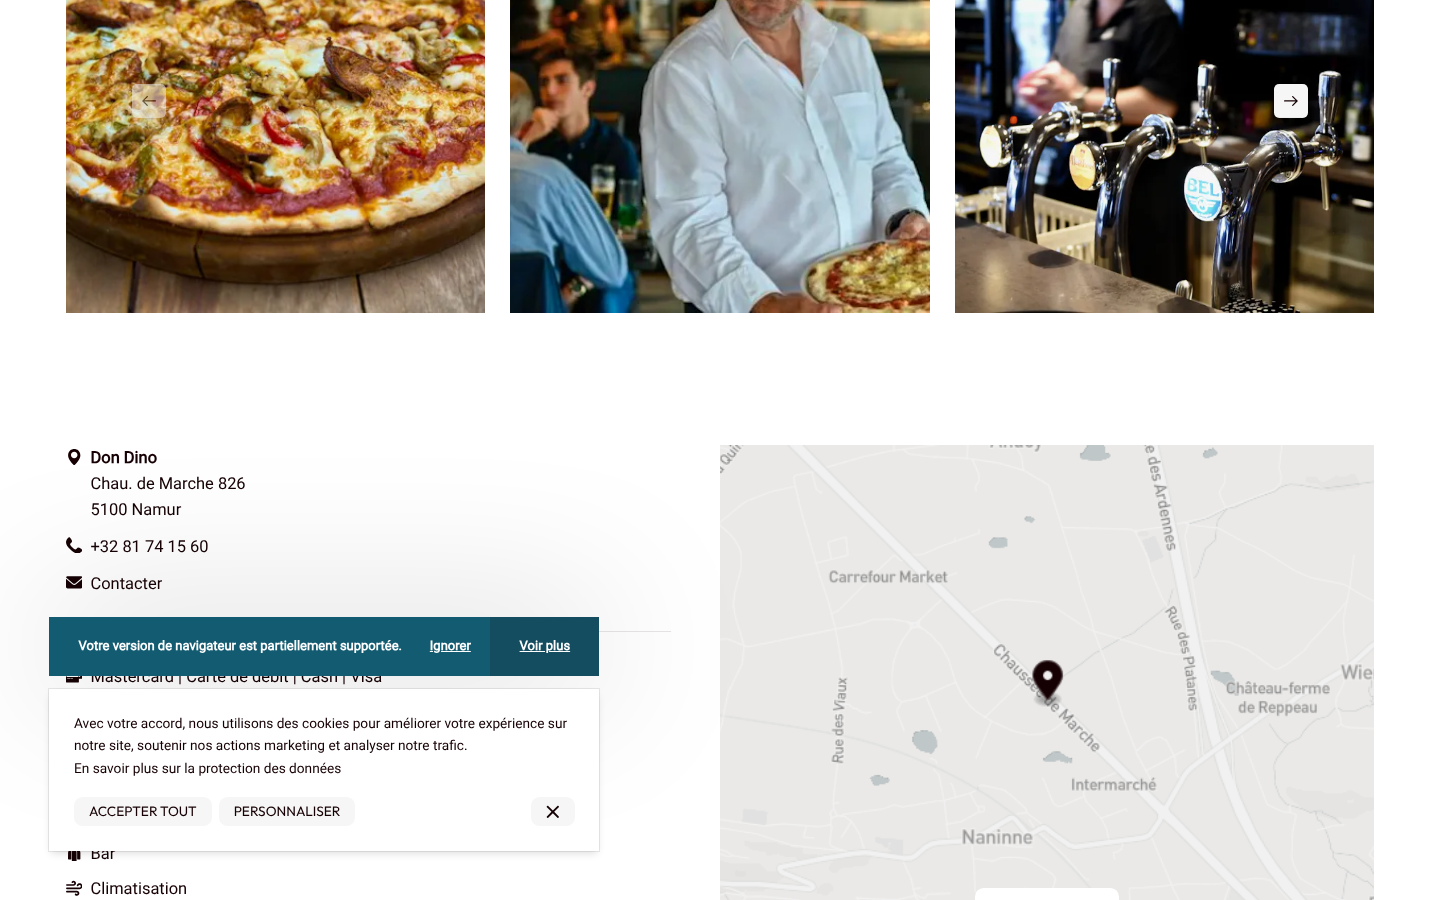 BEL
Don Dino
Chau. de Marche 826
5100 Namur
+32 81 74 15 60
Contacter
Votre version de navigateur est partiellement supportée. Ignorer Voir plus
Mastercard | Carte de débit | Cash | Visa
Avec votre accord, nous utilisons des cookies pour améliorer votre expérience sur
notre site, soutenir nos actions marketing et analyser notre trafic.
En savoir plus sur la protection des données
ACCEPTER TOUT PERSONNALISER
Bar
Climatisation
e des Ardennes
Carrefour Market
Rue des Platanes
Chaussée de Marche
Château-ferme
de Reppeau
Wie
Rue des Viaux
Intermarché
Naninne